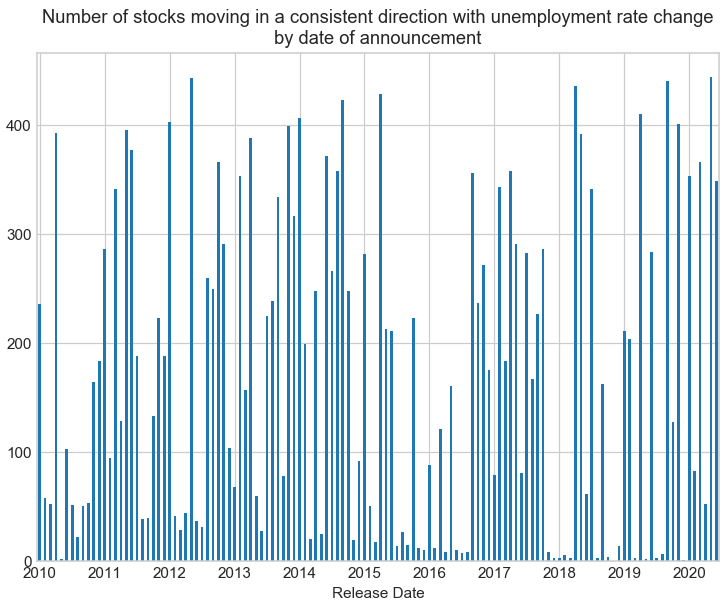 Number of stocks moving in a consistent direction with unemployment rate change
by date of announcement
400
300
200
100
0
2010 2011 2012 2013 2014 2015 2016 2017 2018 2019 2020
Release Date